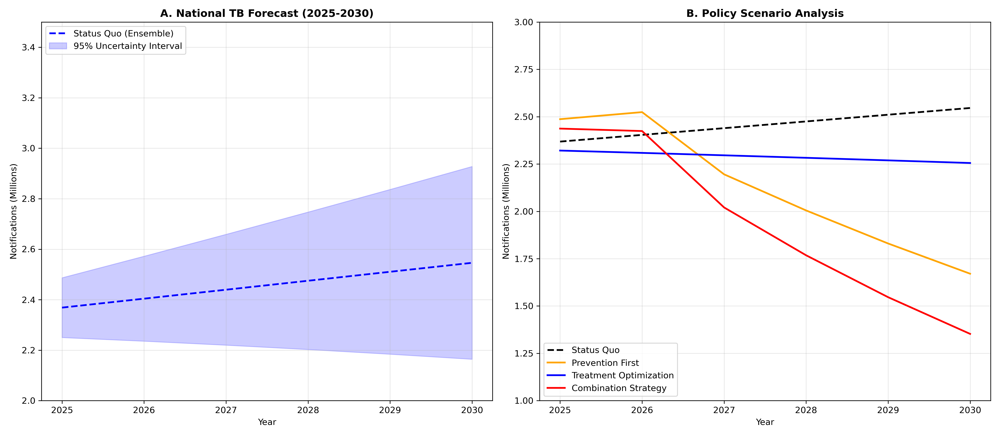 A. National TB Forecast (2025-2030)
Status Quo (Ensemble)
95% Uncertainty Interval
Notifications (Millions)
3.4
3.2
3.0
2.8
2.6
2.4
2.2
2.0
2025 2026 2027 2028 2029 2030
Year
B. Policy Scenario Analysis
Notifications (Millions)
3.00
2.75
2.50
2.25
2.00
1.75
1.50
1.25
1.00
Status Quo
Prevention First
Treatment Optimization
Combination Strategy
2025 2026 2027 2028 2029 2030
Year